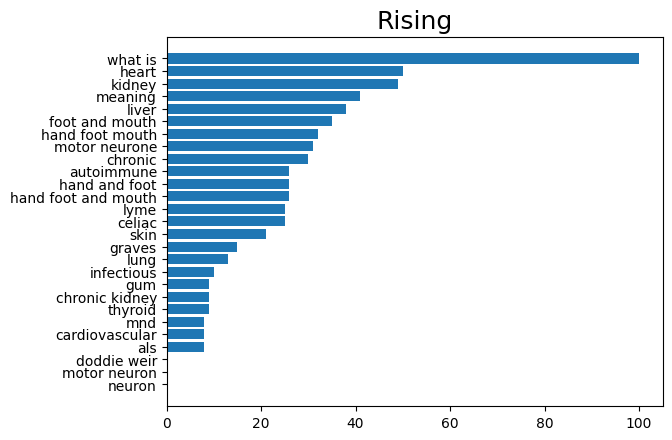 Rising
what is
heart
kidney
meaning
liver
foot and mouth
hand foot mouth
motor neurone
chronic
autoimmune
hand and foot
hand foot and mouth
lyme
celiac
skin
graves
lung
infectious
gum
chronic kidney
thyroid
mnd
cardiovascular
als
doddie weir
motor neuron
neuron
0 20 40 60 80 100